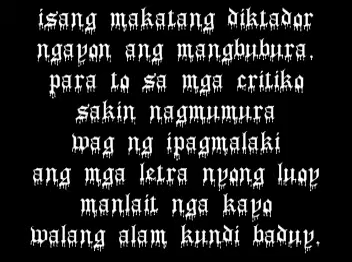 isang makatang diktador
ngayon ang mangbubura.
para to sa mga critiko
sakin nagmumura
wag ng ipagmalaki
ang mga letra nyong luoy
manlait nga kayo
walang alam kundi baduy.